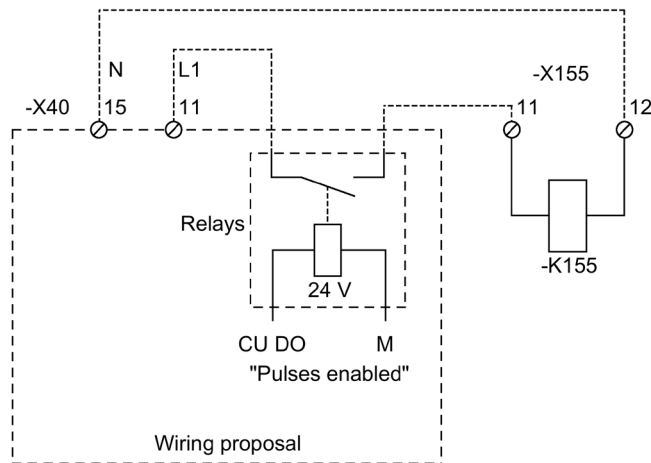 N L1 -X155
-X40 15 11 11 12
Relays
-K155
24 V
CU DO M
"Pulses enabled"
Wiring proposal